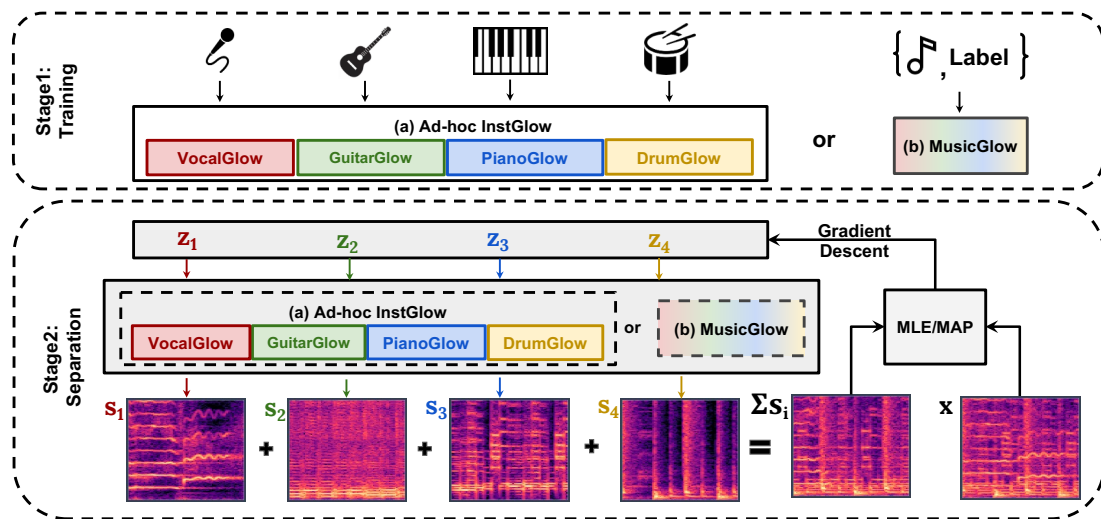 Stage1:
Training
{ , Label }
(a) Ad-hoc InstGlow
VocalGlow GuitarGlow PianoGlow DrumGlow
or
(b) MusicGlow
Stage2:
Separation
z1 z2 z3 z4
Gradient
Descent
(a) Ad-hoc InstGlow
VocalGlow GuitarGlow PianoGlow DrumGlow
or
(b) MusicGlow
MLE/MAP
s1 + s2 + s3 + s4 = Σsi x